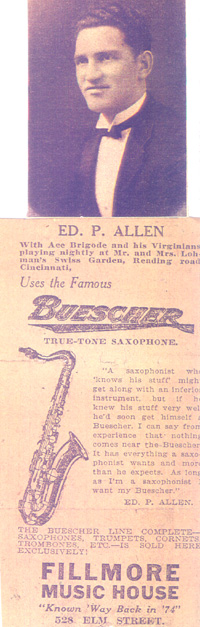 ED. P. ALLEN
With Ace Brigode and his Virginians
playing nightly at Mr. and Mrs. Loh-
man's Swiss Garden, Reading road
Cincinnati.
Uses the Famous
BUESCHER
TRUE-TONE SAXOPHONE.
"A saxophonist who
'knows his stuff' might
get along with an inferior
instrument, but if he
knew his stuff very well
he'd soon get himself a
Buescher. I can say from
experience that nothing
comes near the Buescher.
It has everything a saxo-
phonist wants and more
than he expects. As long
as I'm a saxophonist I
want my Buescher."
ED. P. ALLEN.
THE BUESCHER LINE COMPLETE—
SAXOPHONES, TRUMPETS, CORNETS,
TROMBONES, ETC.—IS SOLD HERE
EXCLUSIVELY!
FILLMORE
MUSIC HOUSE
"Known 'Way Back in '74"
528 ELM STREET.